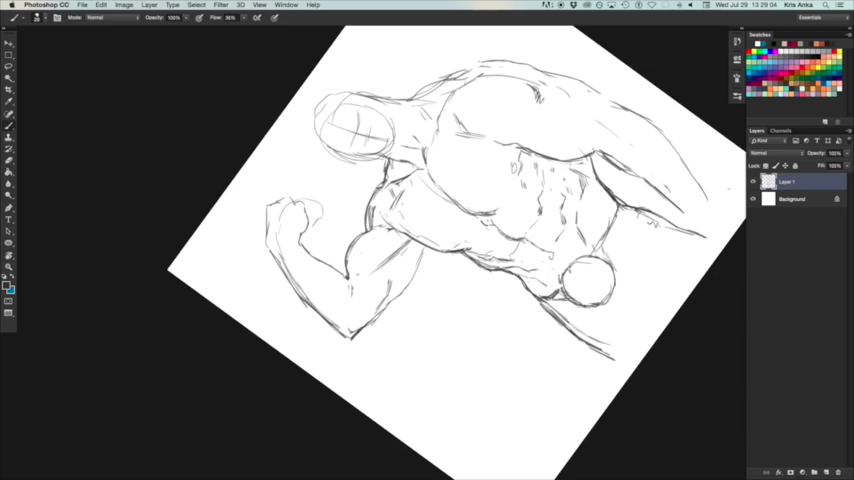 Photoshop CC File Edit Image Layer Type Select Filter 3D View Window Help Wed Jul 29 13:29:04 Kris Anka
20 Mode: Normal Opacity: 100% Flow: 36% Essentials
Swatches
Layers Channels
Kind
Normal Opacity: 100%
Lock: Fill: 100%
Layer 1
Background